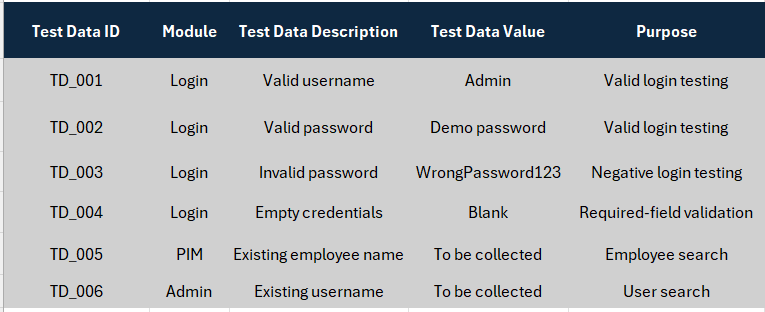 Test Data ID Module Test Data Description Test Data Value Purpose
TD_001 Login Valid username Admin Valid login testing
TD_002 Login Valid password Demo password Valid login testing
TD_003 Login Invalid password WrongPassword123 Negative login testing
TD_004 Login Empty credentials Blank Required-field validation
TD_005 PIM Existing employee name To be collected Employee search
TD_006 Admin Existing username To be collected User search